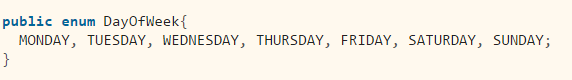 public enum DayOfWeek{
  MONDAY, TUESDAY, WEDNESDAY, THURSDAY, FRIDAY, SATURDAY, SUNDAY;
}